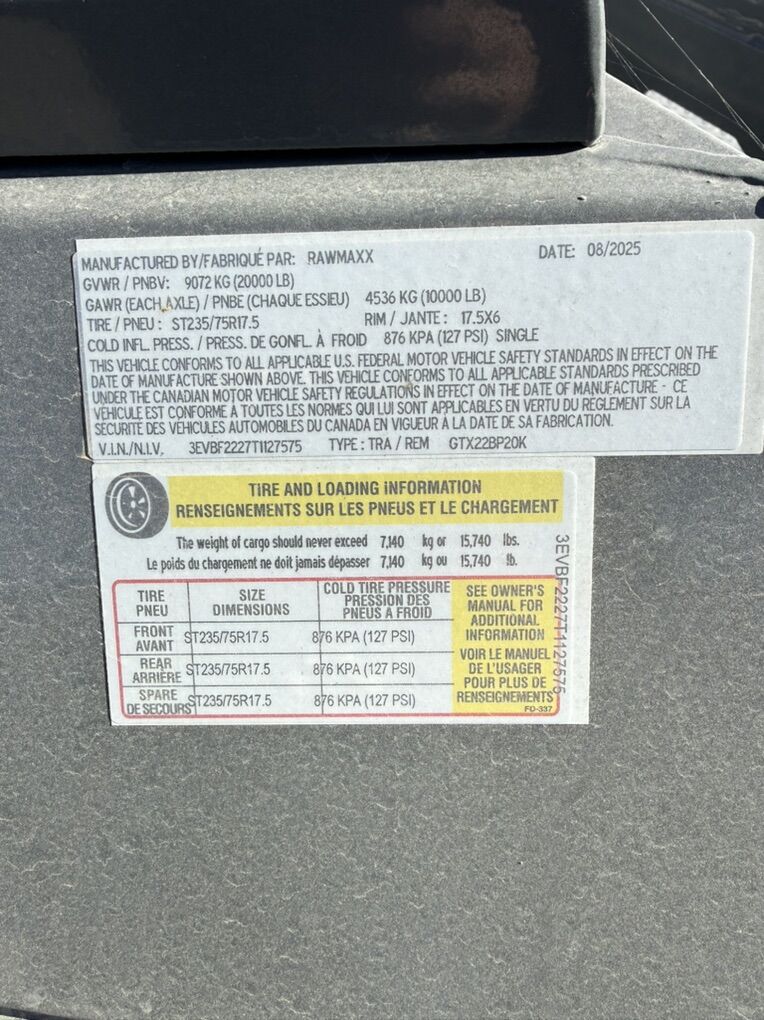 MANUFACTURED BY/FABRIQUÉ PAR: RAWMAXX DATE: 08/2025
GVWR / PNBV: 9072 KG (20000 LB)
GAWR (EACH AXLE) / PNBE (CHAQUE ESSIEU) 4536 KG (10000 LB)
TIRE / PNEU : ST235/75R17.5 RIM / JANTE : 17.5X6
COLD INFL. PRESS. / PRESS. DE GONFL. À FROID 876 KPA (127 PSI) SINGLE
THIS VEHICLE CONFORMS TO ALL APPLICABLE U.S. FEDERAL MOTOR VEHICLE SAFETY STANDARDS IN EFFECT ON THE
DATE OF MANUFACTURE SHOWN ABOVE. THIS VEHICLE CONFORMS TO ALL APPLICABLE STANDARDS PRESCRIBED
UNDER THE CANADIAN MOTOR VEHICLE SAFETY REGULATIONS IN EFFECT ON THE DATE OF MANUFACTURE - CE
VÉHICULE EST CONFORME À TOUTES LES NORMES QUI LUI SONT APPLICABLES EN VERTU DU RÈGLEMENT SUR LA
SÉCURITÉ DES VÉHICULES AUTOMOBILES DU CANADA EN VIGUEUR À LA DATE DE SA FABRICATION.
V.I.N./N.I.V. 3EVBF2227T1127575 TYPE : TRA / REM GTX22BP20K
TIRE AND LOADING INFORMATION
RENSEIGNEMENTS SUR LES PNEUS ET LE CHARGEMENT
The weight of cargo should never exceed 7,140 kg or 15,740 lbs.
Le poids du chargement ne doit jamais dépasser 7,140 kg ou 15,740 lb.
TIRE
PNEU
SIZE
DIMENSIONS
COLD TIRE PRESSURE
PRESSION DES
PNEUS A FROID
FRONT
AVANT
ST235/75R17.5 876 KPA (127 PSI)
REAR
ARRIÈRE
ST235/75R17.5 876 KPA (127 PSI)
SPARE
DE SECOURS
ST235/75R17.5 876 KPA (127 PSI)
SEE OWNER'S
MANUAL FOR
ADDITIONAL
INFORMATION
VOIR LE MANUEL
DE L'USAGER
POUR PLUS DE
RENSEIGNEMENTS
FO-337
3EVBF2227T1127575